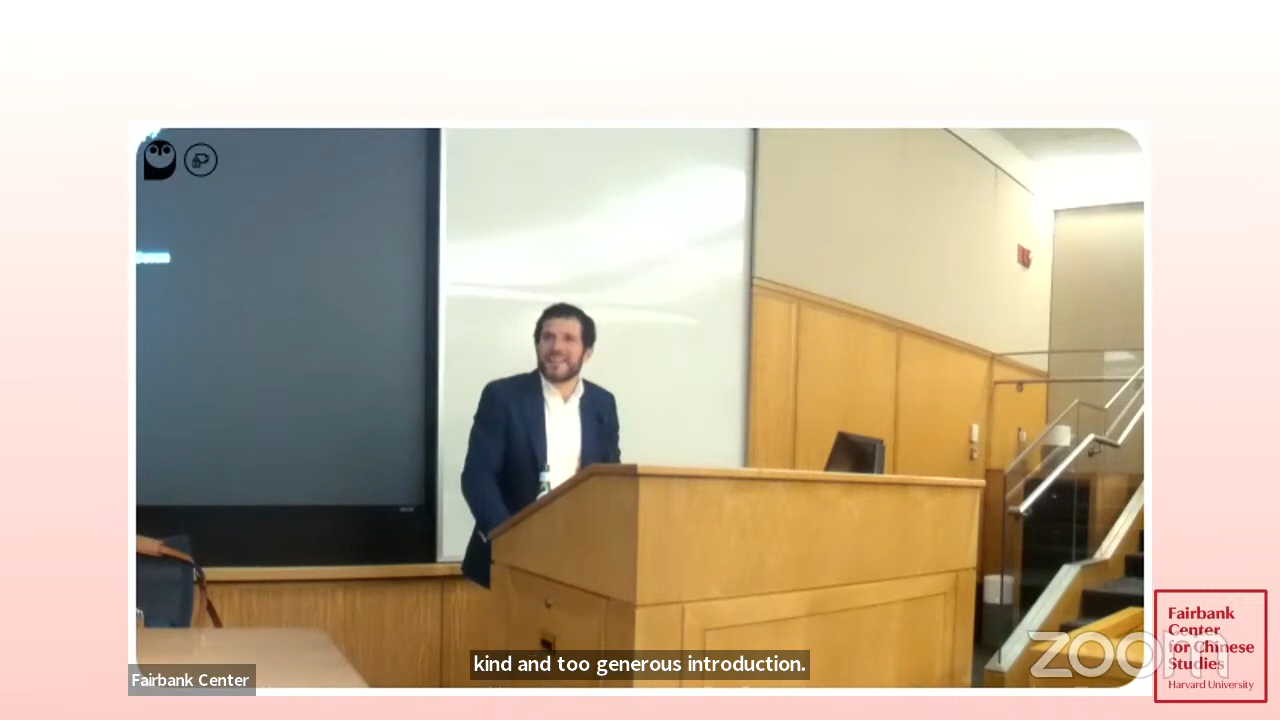 kind and too generous introduction.
Fairbank Center
zoom
Fairbank
Center
for Chinese
Studies
Harvard University